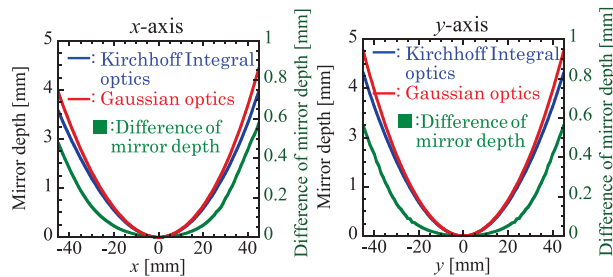 x-axis
Mirror depth [mm]
5
4
3
1
0
: Kirchhoff Integral
optics
: Gaussian optics
:Difference of
mirror depth
1
0.8
0.6
0.4
0.2
0
Difference of mirror depth [mm]
-40 -20 0 20 40
x [mm]
y-axis
Mirror depth [mm]
5
4
3
1
0
: Kirchhoff Integral
optics
: Gaussian optics
:Difference of
mirror depth
1
0.8
0.6
0.4
0.2
0
Difference of mirror depth [mm]
-40 -20 0 20 40
y [mm]